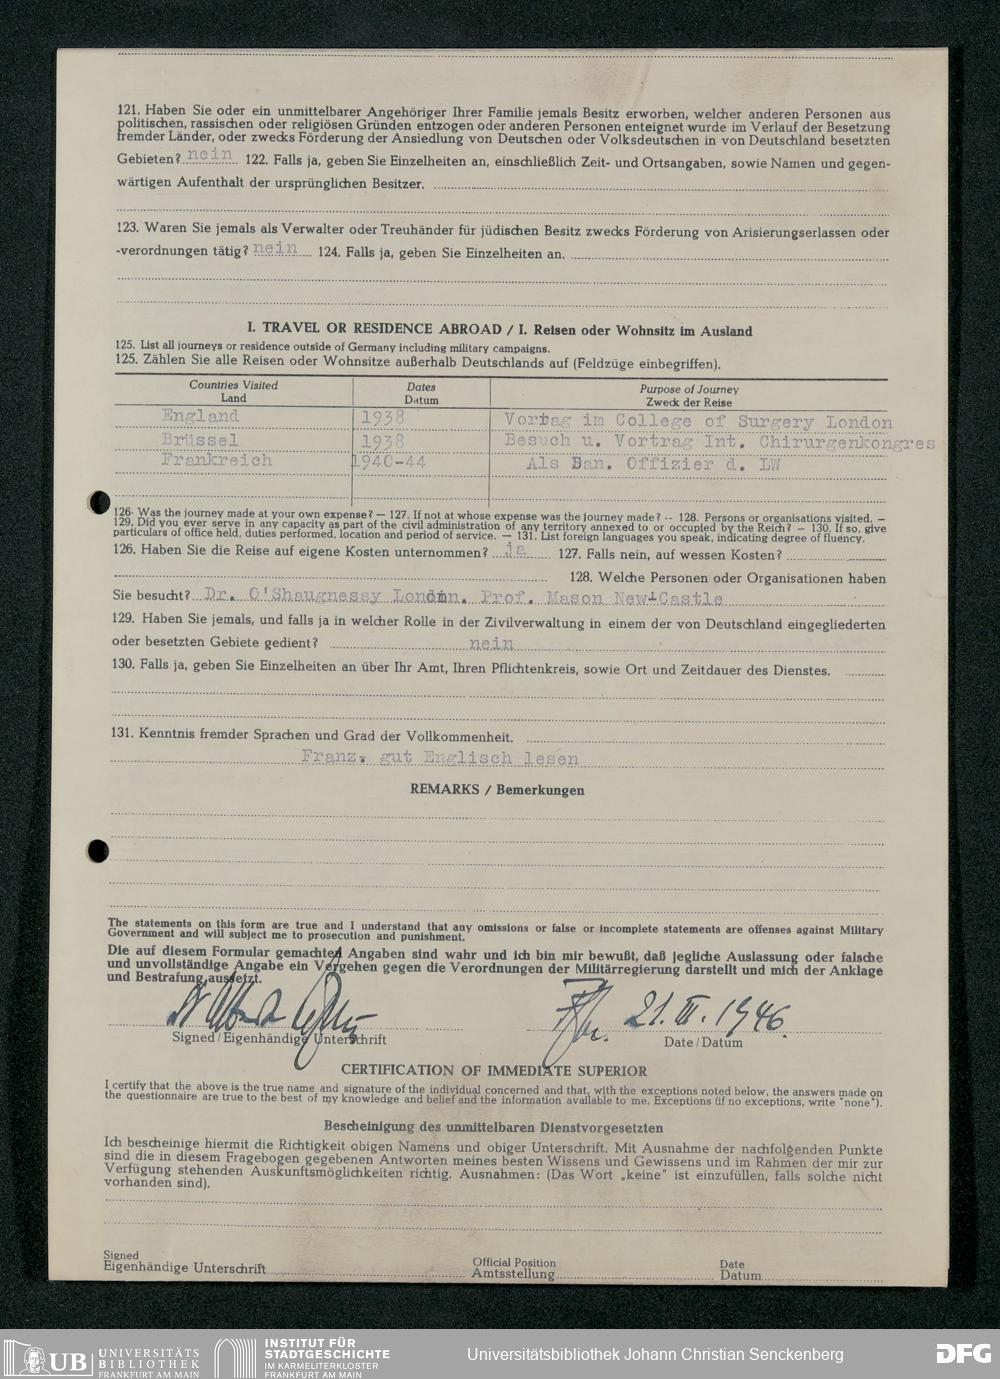 121. Haben Sie oder ein unmittelbarer Angehöriger Ihrer Familie jemals Besitz erworben, welcher anderen Personen aus
politischen, rassischen oder religiösen Gründen entzogen oder anderen Personen enteignet wurde im Verlauf der Besetzung
fremder Länder, oder zwecks Förderung der Ansiedlung von Deutschen oder Volksdeutschen in von Deutschland besetzten
Gebieten? nein 122. Falls ja, geben Sie Einzelheiten an, einschließlich Zeit- und Ortsangaben, sowie Namen und gegen-
wärtigen Aufenthalt der ursprünglichen Besitzer.
123. Waren Sie jemals als Verwalter oder Treuhänder für jüdischen Besitz zwecks Förderung von Arisierungserlassen oder
-verordnungen tätig? nein 124. Falls ja, geben Sie Einzelheiten an.
I. TRAVEL OR RESIDENCE ABROAD / I. Reisen oder Wohnsitz im Ausland
125. List all journeys or residence outside of Germany including military campaigns.
125. Zählen Sie alle Reisen oder Wohnsitze außerhalb Deutschlands auf (Feldzüge einbegriffen).
Countries Visited Dates Purpose of Journey
Land Datum Zweck der Reise
England 1938 Vortrag im College of Surgery London
Brüssel 1938 Besuch u. Vortrag Int. Chirurgenkongres
Frankreich 1940-44 Als San. Offizier d. LW
126. Was the journey made at your own expense? — 127. If not at whose expense was the journey made? -- 128. Persons or organisations visited. —
129. Did you ever serve in any capacity as part of the civil administration of any territory annexed to or occupied by the Reich? — 130. If so, give
particulars of office held, duties performed, location and period of service. — 131. List foreign languages you speak, indicating degree of fluency.
126. Haben Sie die Reise auf eigene Kosten unternommen? ja 127. Falls nein, auf wessen Kosten?
128. Welche Personen oder Organisationen haben
Sie besucht? Dr. O'Shaugnessy London. Prof. Mason New-Castle
129. Haben Sie jemals, und falls ja in welcher Rolle in der Zivilverwaltung in einem der von Deutschland eingegliederten
oder besetzten Gebiete gedient? nein
130. Falls ja, geben Sie Einzelheiten an über Ihr Amt, Ihren Pflichtenkreis, sowie Ort und Zeitdauer des Dienstes.
131. Kenntnis fremder Sprachen und Grad der Vollkommenheit.
Franz. gut Englisch lesen
REMARKS / Bemerkungen
The statements on this form are true and I understand that any omissions or false or incomplete statements are offenses against Military
Government and will subject me to prosecution and punishment.
Die auf diesem Formular gemachten Angaben sind wahr und ich bin mir bewußt, daß jegliche Auslassung oder falsche
und unvollständige Angabe ein Vergehen gegen die Verordnungen der Militärregierung darstellt und mich der Anklage
und Bestrafung aussetzt.
21. III. 1946.
Signed / Eigenhändige Unterschrift Date / Datum
CERTIFICATION OF IMMEDIATE SUPERIOR
I certify that the above is the true name and signature of the individual concerned and that, with the exceptions noted below, the answers made on
the questionnaire are true to the best of my knowledge and belief and the information available to me. Exceptions (if no exceptions, write "none").
Bescheinigung des unmittelbaren Dienstvorgesetzten
Ich bescheinige hiermit die Richtigkeit obigen Namens und obiger Unterschrift. Mit Ausnahme der nachfolgenden Punkte
sind die in diesem Fragebogen gegebenen Antworten meines besten Wissens und Gewissens und im Rahmen der mir zur
Verfügung stehenden Auskunftsmöglichkeiten richtig. Ausnahmen: (Das Wort „keine" ist einzufüllen, falls solche nicht
vorhanden sind).
Signed Official Position Date
Eigenhändige Unterschrift Amtsstellung Datum
UB UNIVERSITÄTS BIBLIOTHEK FRANKFURT AM MAIN
INSTITUT FÜR STADTGESCHICHTE IM KARMELITERKLOSTER FRANKFURT AM MAIN
Universitätsbibliothek Johann Christian Senckenberg
DFG